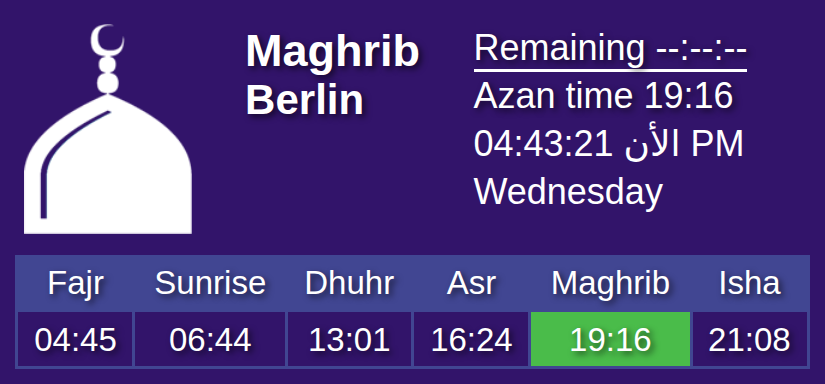 Maghrib
Berlin
Remaining --:--:--
Azan time 19:16
04:43:21 الأن PM
Wednesday
Fajr Sunrise Dhuhr Asr Maghrib Isha
04:45 06:44 13:01 16:24 19:16 21:08